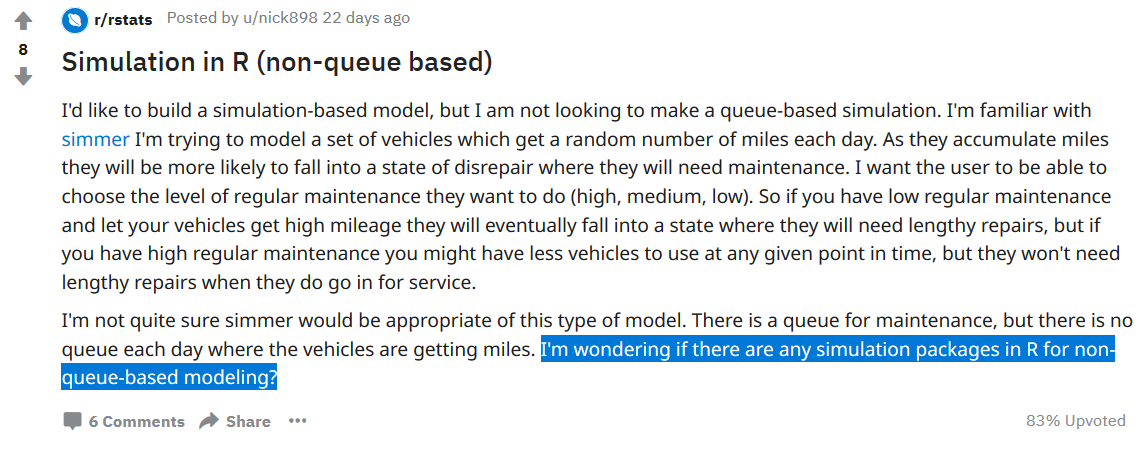 r/rstats Posted by u/nick898 22 days ago
8
Simulation in R (non-queue based)
I'd like to build a simulation-based model, but I am not looking to make a queue-based simulation. I'm familiar with
simmer I'm trying to model a set of vehicles which get a random number of miles each day. As they accumulate miles
they will be more likely to fall into a state of disrepair where they will need maintenance. I want the user to be able to
choose the level of regular maintenance they want to do (high, medium, low). So if you have low regular maintenance
and let your vehicles get high mileage they will eventually fall into a state where they will need lengthy repairs, but if
you have high regular maintenance you might have less vehicles to use at any given point in time, but they won't need
lengthy repairs when they do go in for service.
I'm not quite sure simmer would be appropriate of this type of model. There is a queue for maintenance, but there is no
queue each day where the vehicles are getting miles. I'm wondering if there are any simulation packages in R for non-
queue-based modeling?
6 Comments Share ••• 83% Upvoted